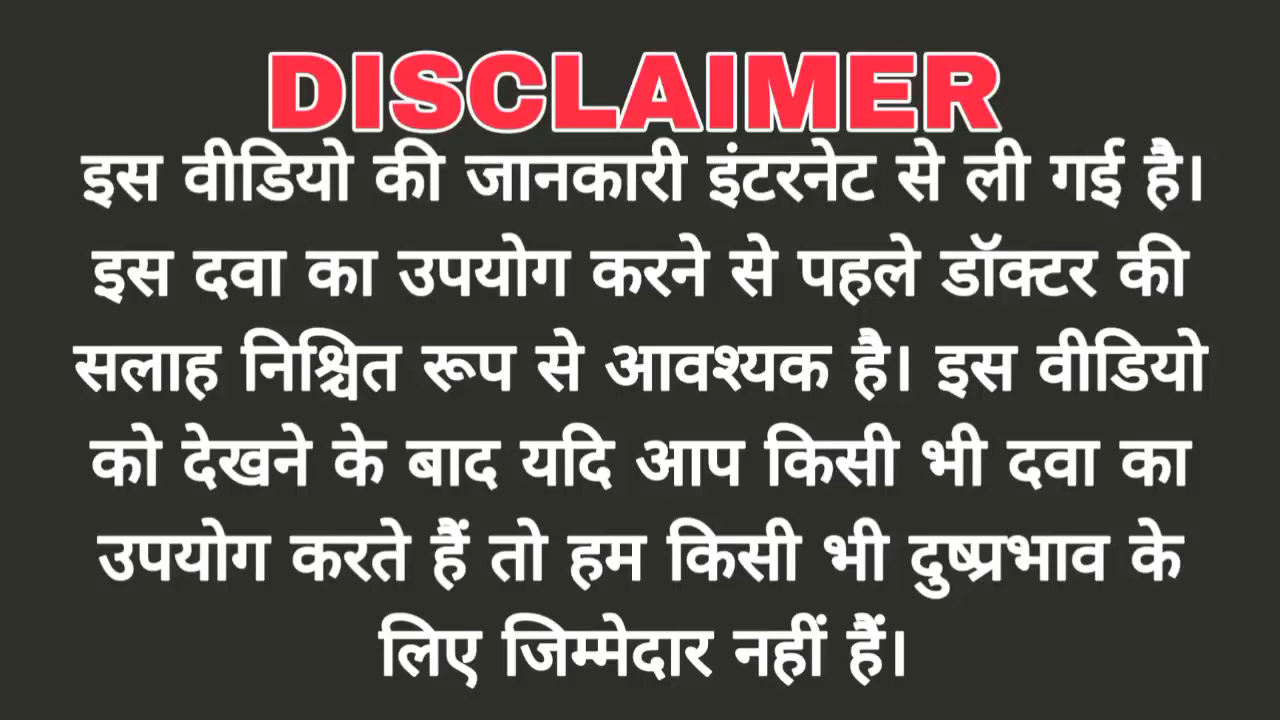 DISCLAIMER
इस वीडियो की जानकारी इंटरनेट से ली गई है।
इस दवा का उपयोग करने से पहले डॉक्टर की
सलाह निश्चित रूप से आवश्यक है। इस वीडियो
को देखने के बाद यदि आप किसी भी दवा का
उपयोग करते हैं तो हम किसी भी दुष्प्रभाव के
लिए जिम्मेदार नहीं हैं।